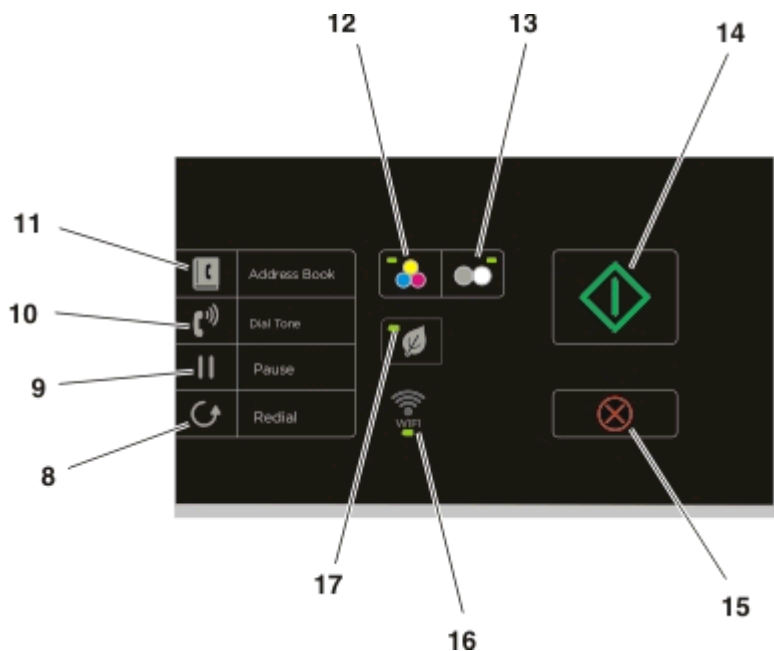 12 13 14
11 Address Book
10 Dial Tone
9 Pause
8 Redial
WIFI
17 16 15